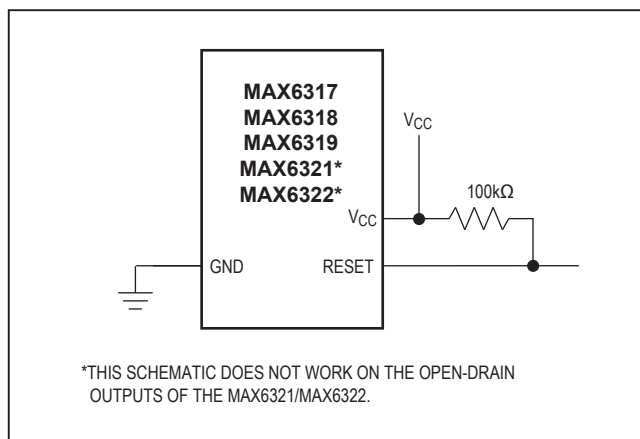 MAX6317
MAX6318
MAX6319
MAX6321*
MAX6322*
VCC
100kΩ
VCC
GND
RESET
*THIS SCHEMATIC DOES NOT WORK ON THE OPEN-DRAIN
OUTPUTS OF THE MAX6321/MAX6322.